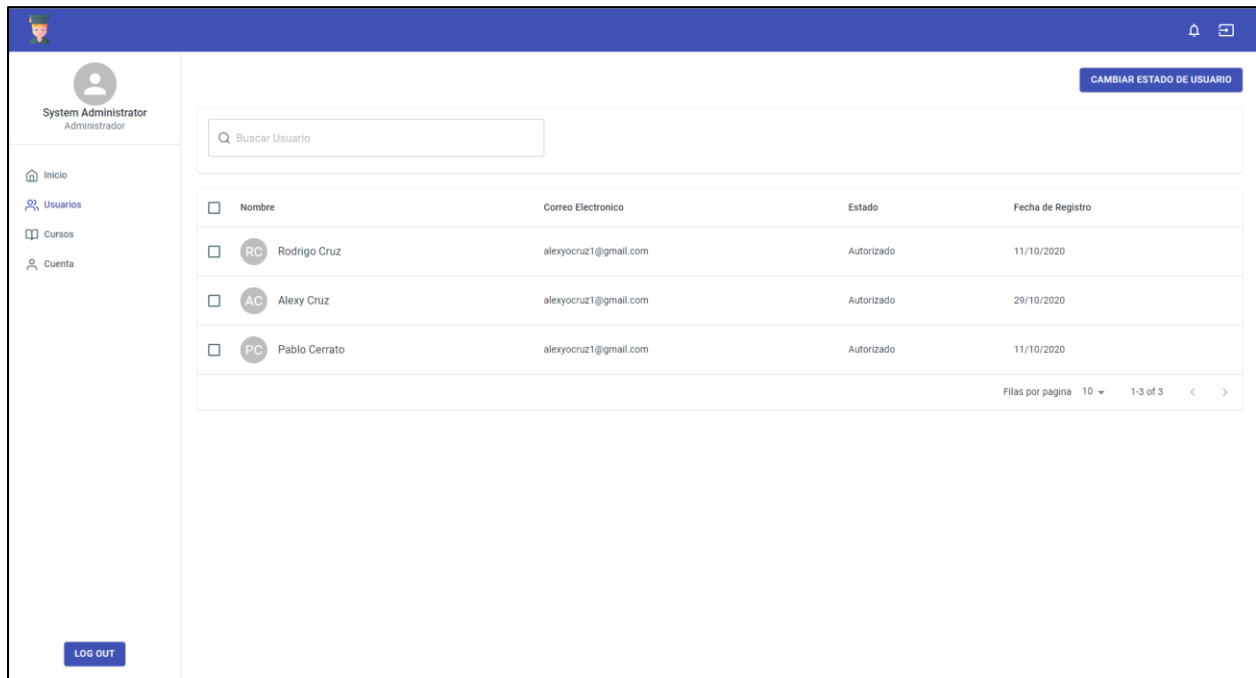 CAMBIAR ESTADO DE USUARIO
System Administrator
Administrador
Inicio
Usuarios
Cursos
Cuenta
LOG OUT
Buscar Usuario
Nombre Correo Electronico Estado Fecha de Registro
RC Rodrigo Cruz alexyocruz1@gmail.com Autorizado 11/10/2020
AC Alexy Cruz alexyocruz1@gmail.com Autorizado 29/10/2020
PC Pablo Cerrato alexyocruz1@gmail.com Autorizado 11/10/2020
Filas por pagina 10 1-3 of 3